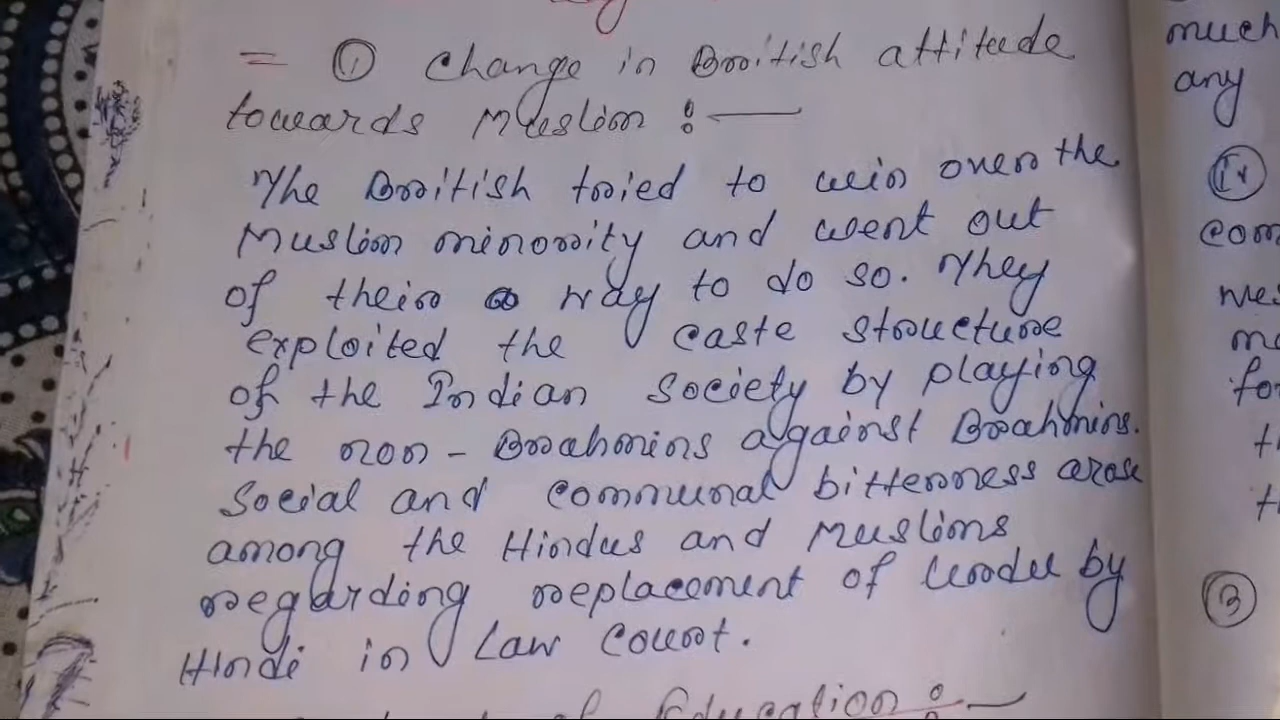 = ① Change in British attitude
towards Muslim :—
The British tried to win over the
Muslim minority and went out
of their way to do so. They
exploited the caste structure
of the Indian Society by playing
the non-Brahmins against Brahmins.
Social and communal bitterness arose
among the Hindus and Muslims
regarding replacement of Urdu by
Hindi in Law Court.
of Education :—
much
any
(iv)
③